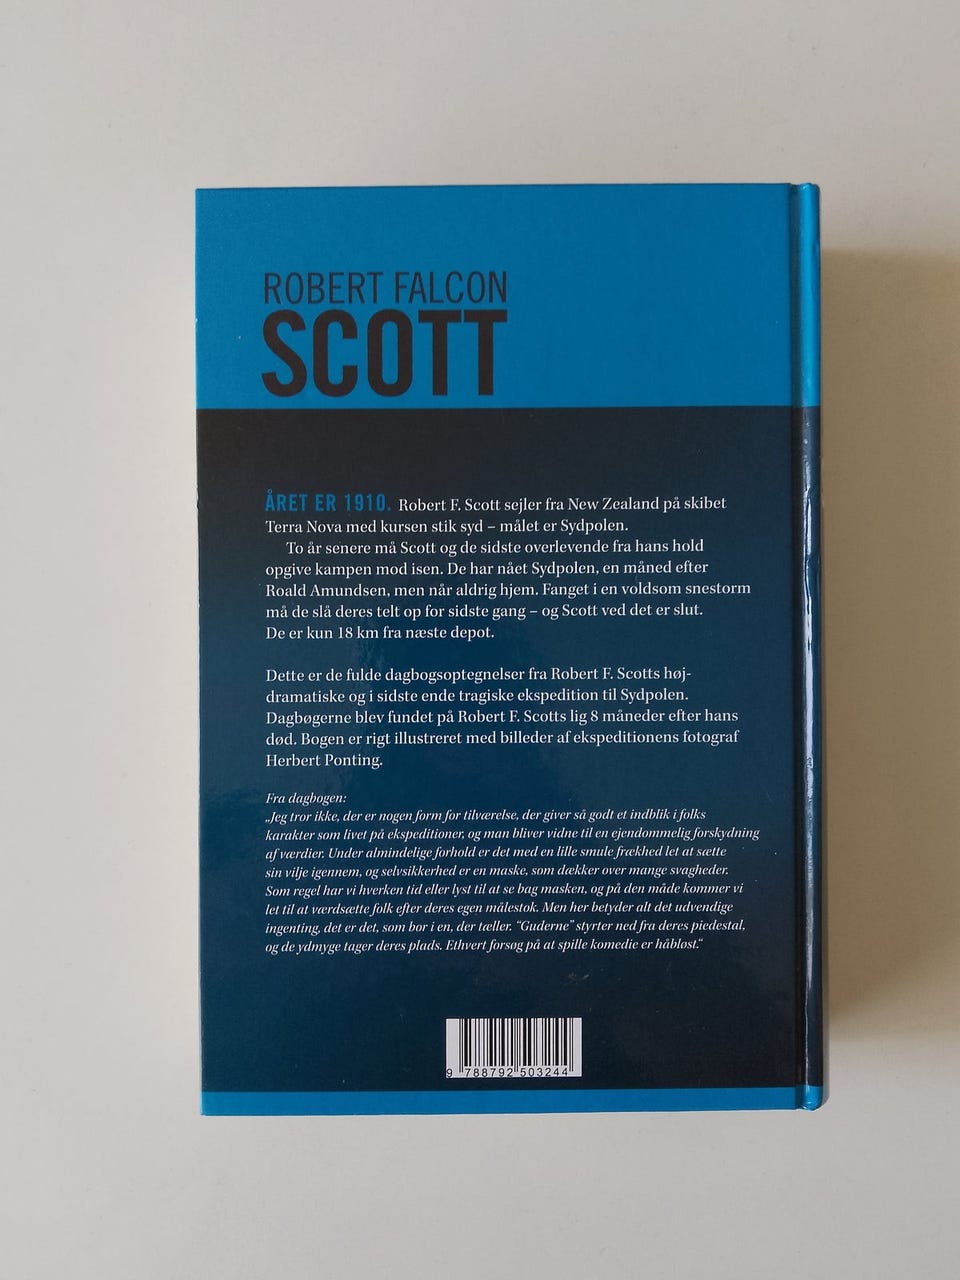 ROBERT FALCON
SCOTT
ÅRET ER 1910. Robert F. Scott sejler fra New Zealand på skibet
Terra Nova med kursen stik syd – målet er Sydpolen.
To år senere må Scott og de sidste overlevende fra hans hold
opgive kampen mod isen. De har nået Sydpolen, en måned efter
Roald Amundsen, men når aldrig hjem. Fanget i en voldsom snestorm
må de slå deres telt op for sidste gang – og Scott ved det er slut.
De er kun 18 km fra næste depot.
Dette er de fulde dagbogsoptegnelser fra Robert F. Scotts høj-
dramatiske og i sidste ende tragiske ekspedition til Sydpolen.
Dagbøgerne blev fundet på Robert F. Scotts lig 8 måneder efter hans
død. Bogen er rigt illustreret med billeder af ekspeditionens fotograf
Herbert Ponting.
Fra dagbogen:
„Jeg tror ikke, der er nogen form for tilværelse, der giver så godt et indblik i folks
karakter som livet på ekspeditioner, og man bliver vidne til en ejendommelig forskydning
af værdier. Under almindelige forhold er det med en lille smule frækhed let at sætte
sin vilje igennem, og selvsikkerhed er en maske, som dækker over mange svagheder.
Som regel har vi hverken tid eller lyst til at se bag masken, og på den måde kommer vi
let til at værdsætte folk efter deres egen målestok. Men her betyder alt det udvendige
ingenting, det er det, som bor i en, der tæller. “Guderne” styrter ned fra deres piedestal,
og de ydmyge tager deres plads. Ethvert forsøg på at spille komedie er håbløst.“
9 788792 503244